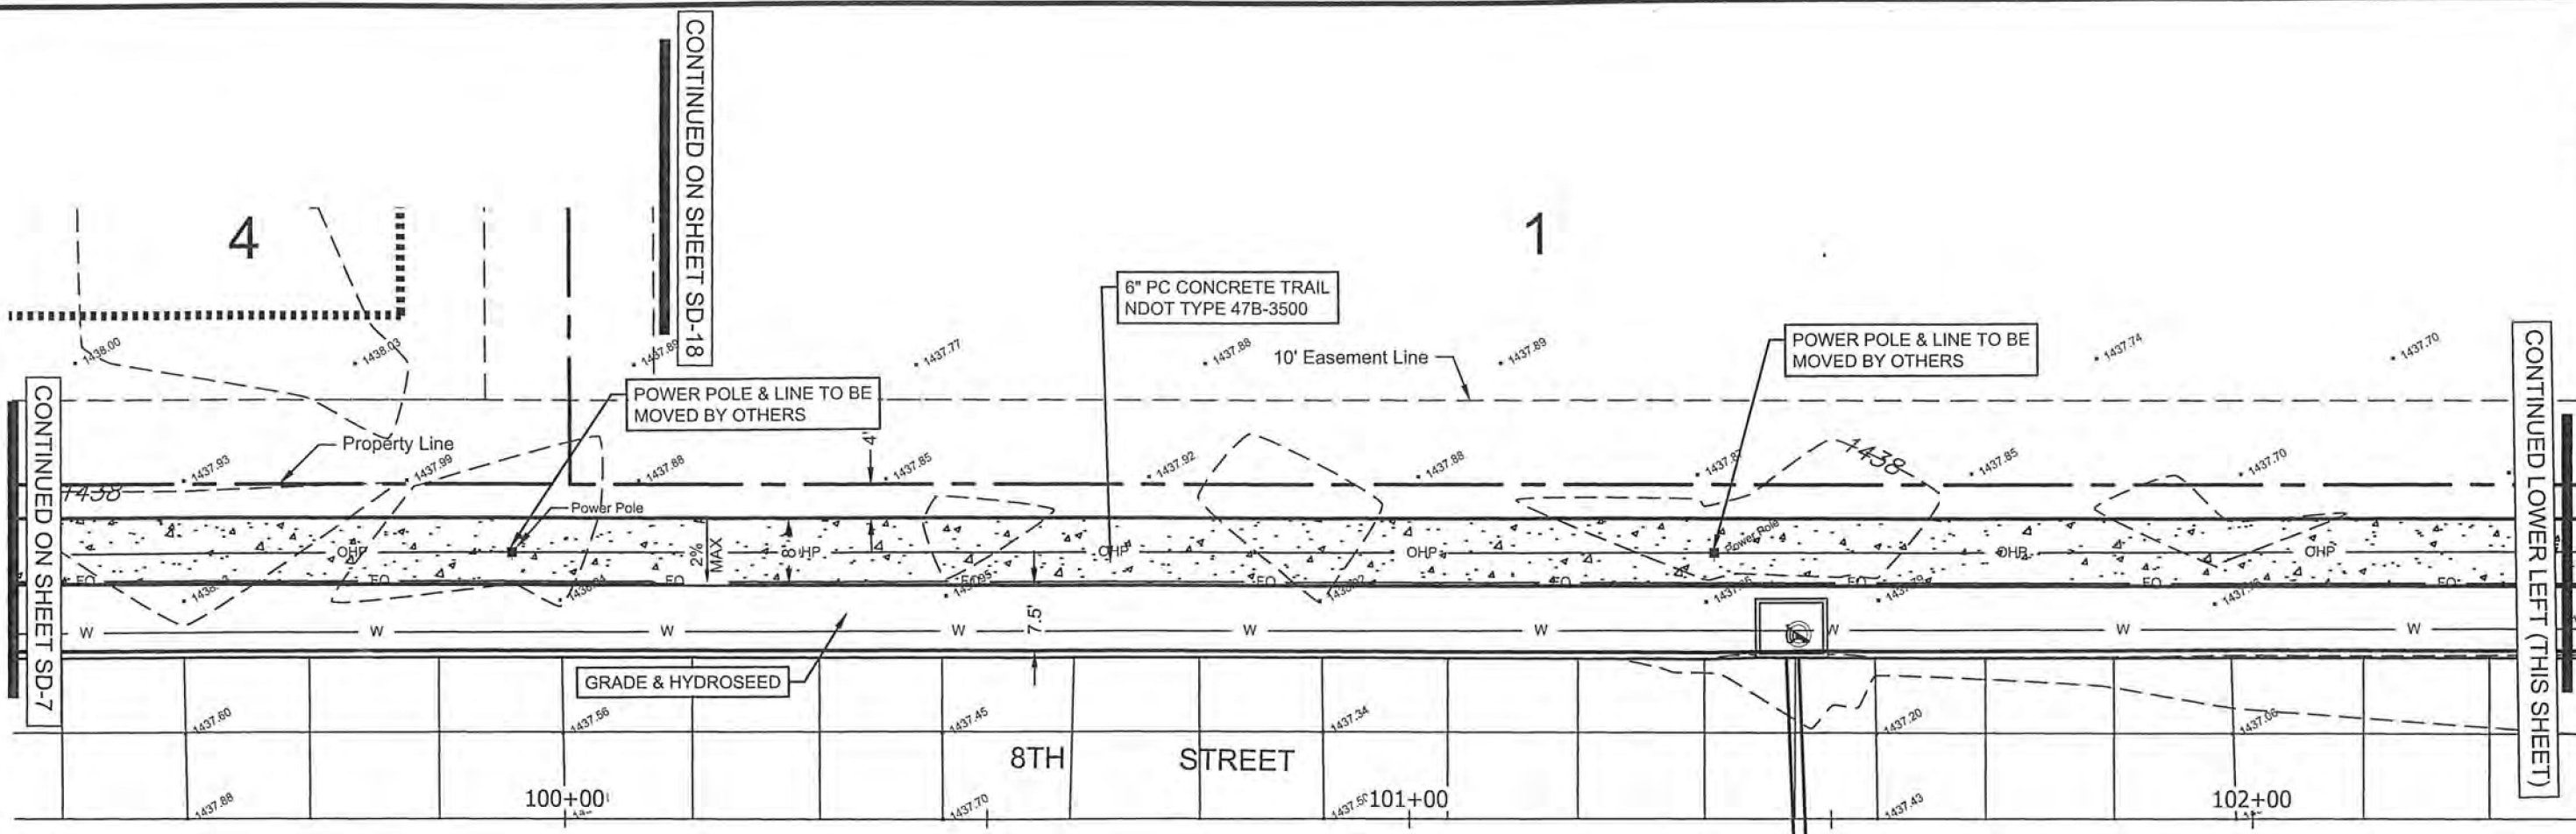 CONTINUED ON SHEET SD-18
4
1
6" PC CONCRETE TRAIL
NDOT TYPE 47B-3500
10' Easement Line
POWER POLE & LINE TO BE
MOVED BY OTHERS
1438.00
1438.03
1437.89
1437.77
1437.88
1437.89
1437.74
1437.70
CONTINUED ON SHEET SD-7
POWER POLE & LINE TO BE
MOVED BY OTHERS
CONTINUED LOWER LEFT (THIS SHEET)
Property Line
4'
1437.93
1437.99
1437.88
1437.85
1437.92
1437.88
1437.85
1437.70
1438
1438
Power Pole
Power Pole
2%
MAX
8'
OHP
OHP
OHP
OHP
OHP
FO
FO
FO
FO
FO
FO
FO
FO
FO
7.5'
W
W
W
W
W
W
W
W
W
GRADE & HYDROSEED
1437.60
1437.56
1437.45
1437.34
1437.20
1437.06
8TH STREET
1437.88
100+00
1437.70
101+00
1437.43
102+00